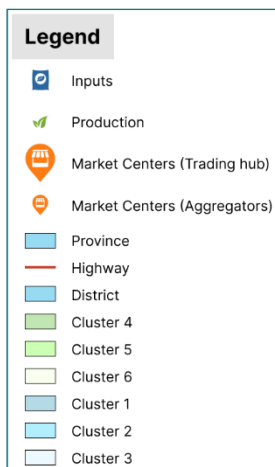 Legend
Inputs
Production
Market Centers (Trading hub)
Market Centers (Aggregators)
Province
Highway
District
Cluster 4
Cluster 5
Cluster 6
Cluster 1
Cluster 2
Cluster 3